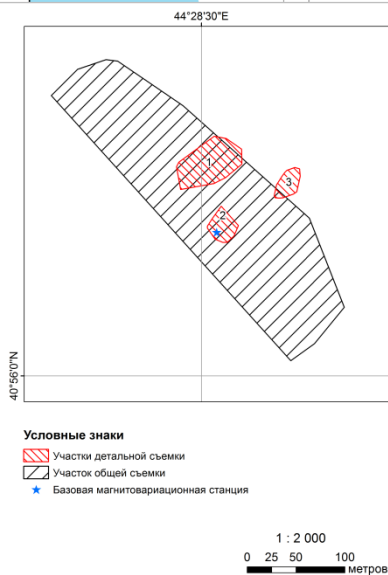 44°28'30"E
1
3
2
40°56'0"N
Условные знаки
Участки детальной съемки
Участок общей съемки
Базовая магнитовариационная станция
1 : 2 000
0 25 50 100
метров